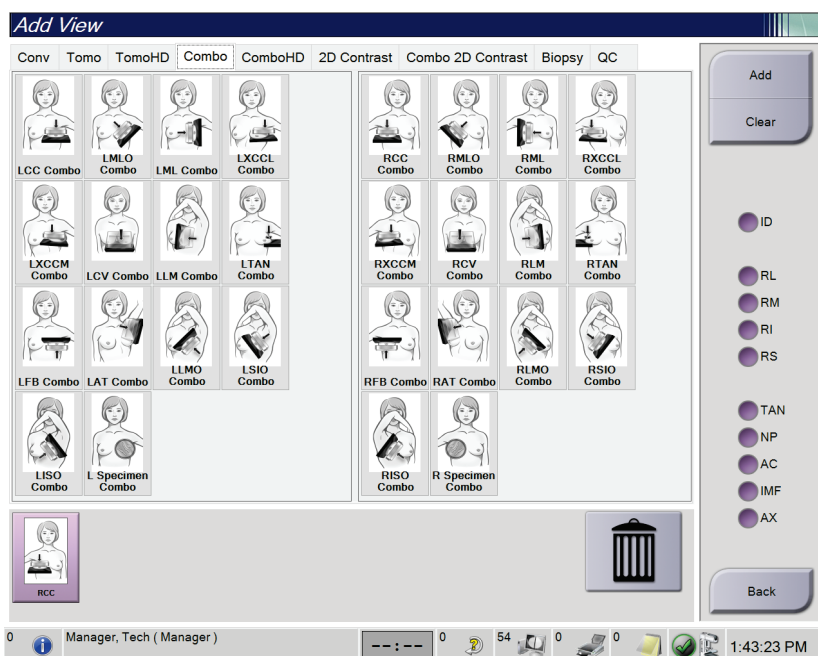 Add View
Conv Tomo TomoHD Combo ComboHD 2D Contrast Combo 2D Contrast Biopsy QC
LCC Combo
LMLO
Combo
LML Combo
LXCCL
Combo
RCC
Combo
RMLO
Combo
RML
Combo
RXCCL
Combo
LXCCM
Combo
LCV Combo
LLM Combo
LTAN
Combo
RXCCM
Combo
RCV
Combo
RLM
Combo
RTAN
Combo
LFB Combo
LAT Combo
LLMO
Combo
LSIO
Combo
RFB Combo
RAT Combo
RLMO
Combo
RSIO
Combo
LISO
Combo
L Specimen
Combo
RISO
Combo
R Specimen
Combo
Add
Clear
ID
RL
RM
RI
RS
TAN
NP
AC
IMF
AX
RCC
Back
0 Manager, Tech ( Manager ) --:-- 0 54 0 0 1:43:23 PM